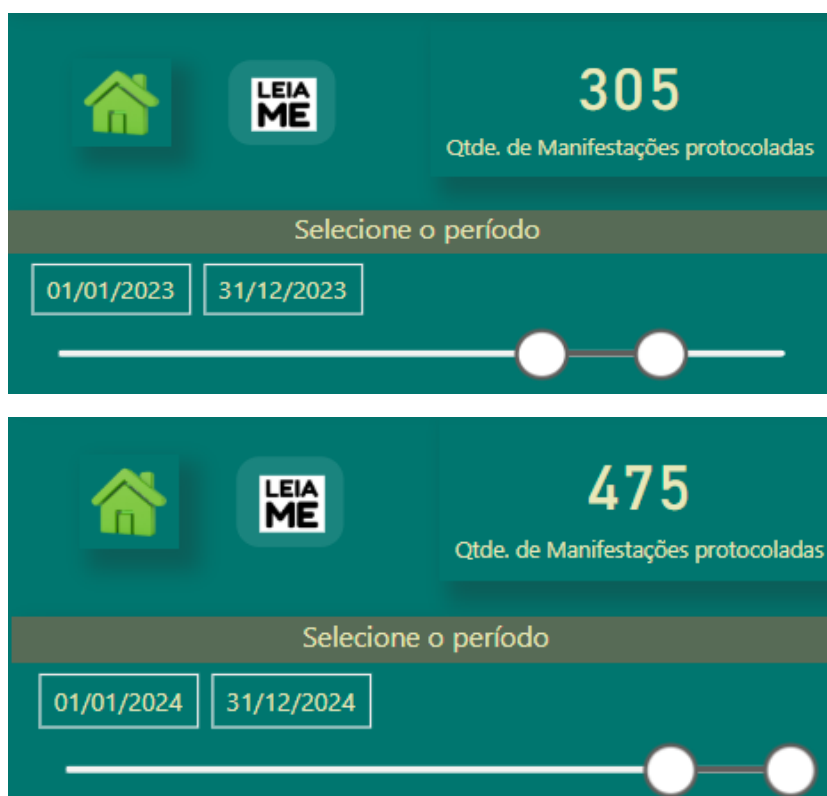 LEIA
ME
305
Qtde. de Manifestações protocoladas
Selecione o período
01/01/2023 31/12/2023
LEIA
ME
475
Qtde. de Manifestações protocoladas
Selecione o período
01/01/2024 31/12/2024